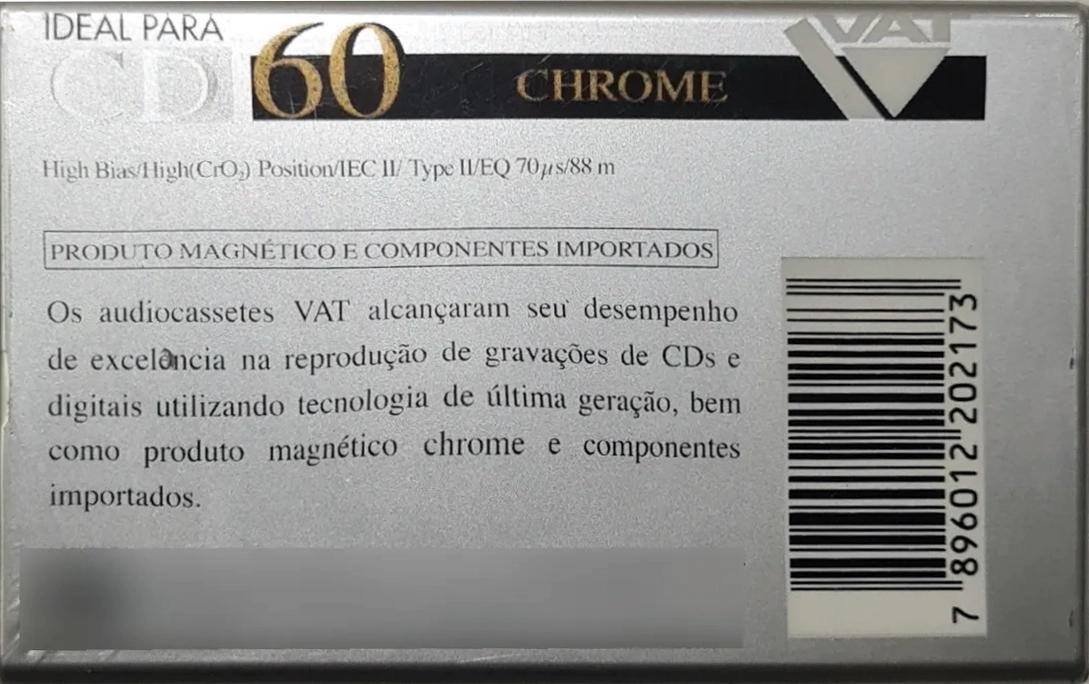 IDEAL PARA
CD 60 CHROME VAT
High Bias/High(CrO₂) Position/IEC II/ Type II/EQ 70µs/88 m
PRODUTO MAGNÉTICO E COMPONENTES IMPORTADOS
Os audiocassetes VAT alcançaram seu desempenho
de excelância na reprodução de gravações de CDs e
digitais utilizando tecnologia de última geração, bem
como produto magnético chrome e componentes
importados.
7 896012 202173